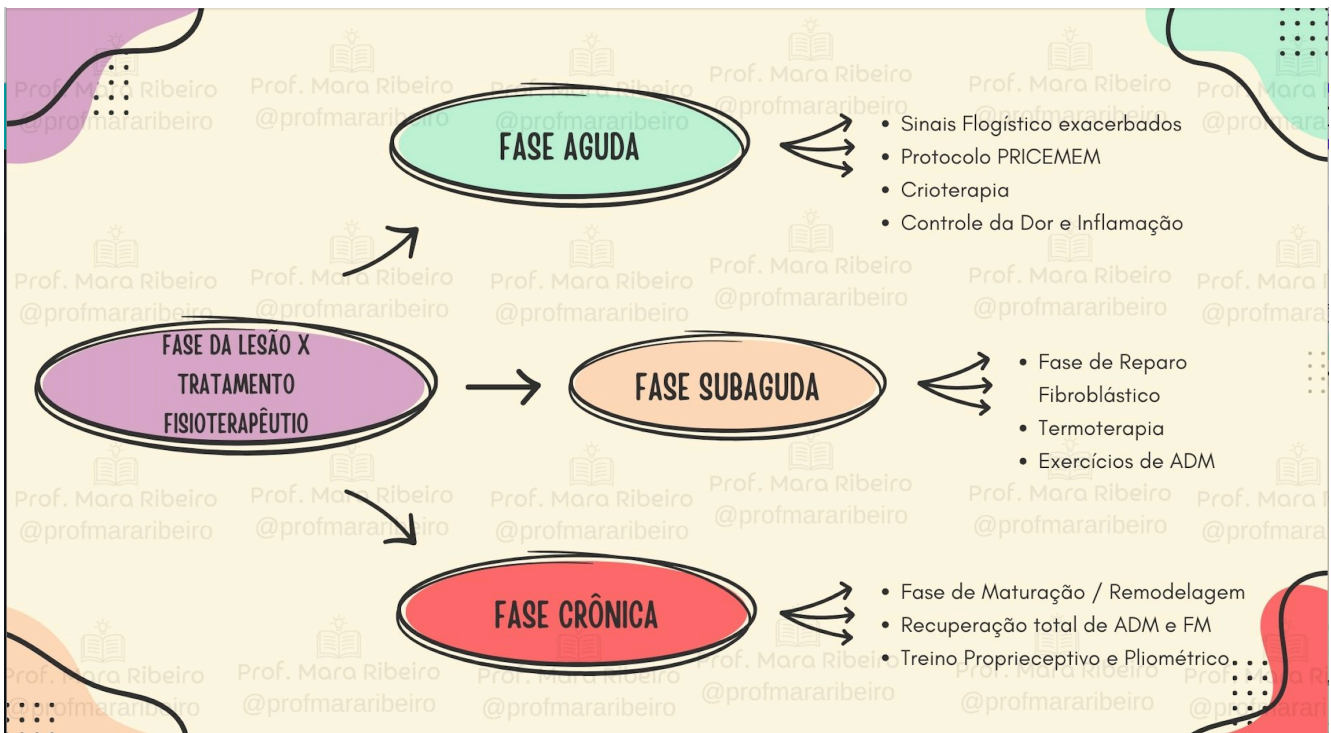 FASE AGUDA
• Sinais Flogístico exacerbados
• Protocolo PRICEMEM
• Crioterapia
• Controle da Dor e Inflamação
FASE DA LESÃO X
TRATAMENTO
FISIOTERAPÊUTIO
FASE SUBAGUDA
• Fase de Reparo
Fibroblástico
• Termoterapia
• Exercícios de ADM
FASE CRÔNICA
• Fase de Maturação / Remodelagem
• Recuperação total de ADM e FM
• Treino Proprieceptivo e Pliométrico
Prof. Mara Ribeiro
@profmararibeiro